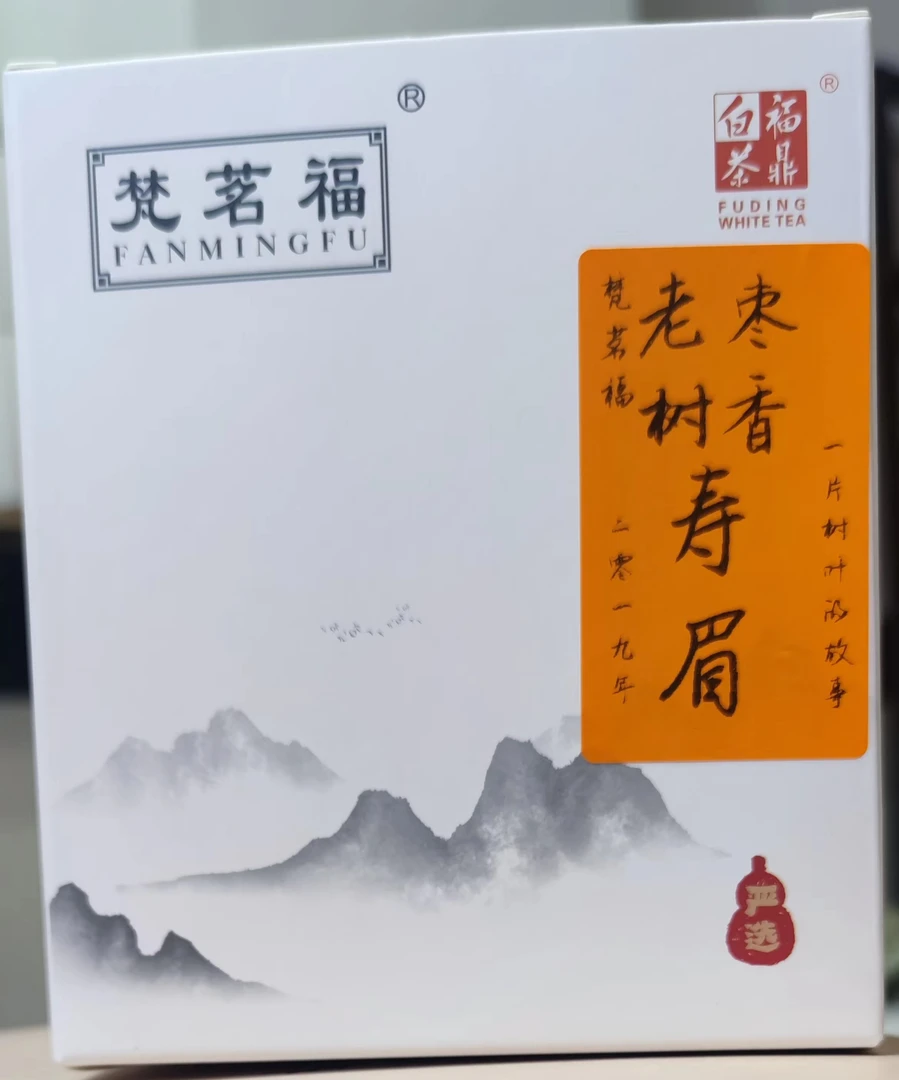 ®
梵茗福
FANMINGFU
®
福鼎
白茶
FUDING
WHITE TEA
一片树叶的故事
枣香
老树
寿眉
梵茗福
二零一九年
严选